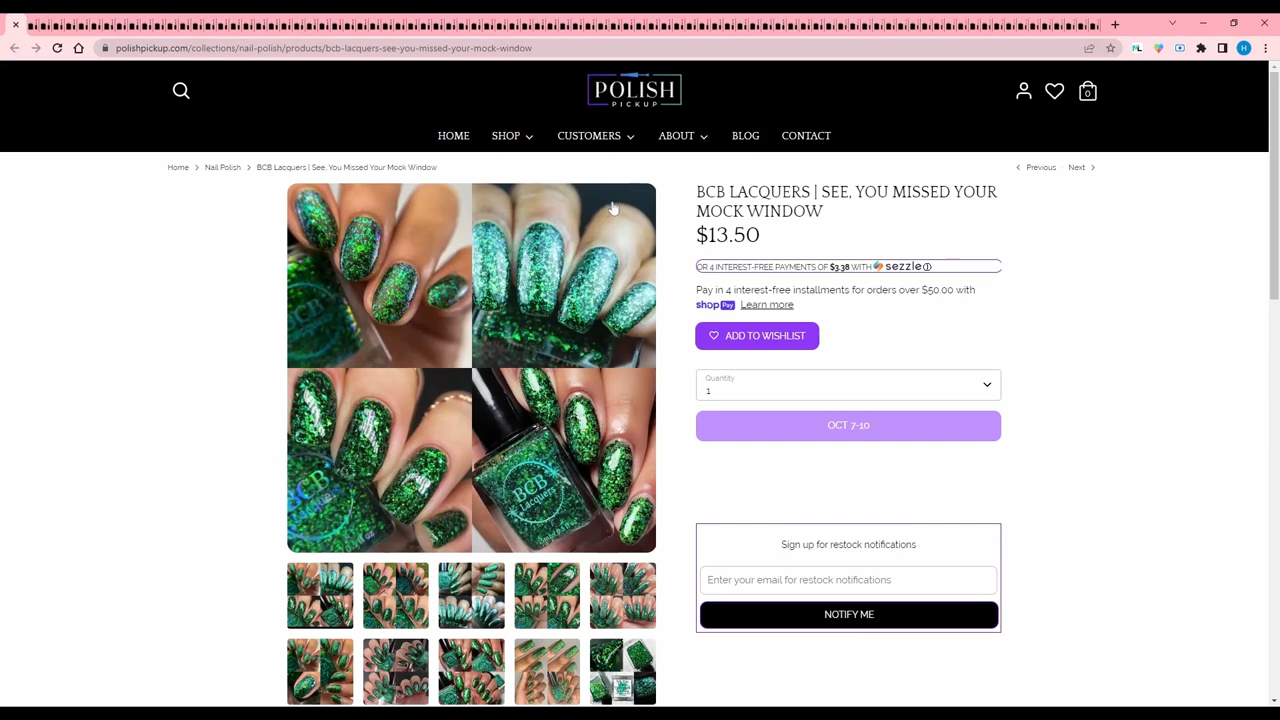 polishpickup.com/collections/nail-polish/products/bcb-lacquers-see-you-missed-your-mock-window
ML
H
POLISH
PICKUP
0
HOME SHOP CUSTOMERS ABOUT BLOG CONTACT
Home > Nail Polish > BCB Lacquers | See, You Missed Your Mock Window
< Previous Next >
BCB LACQUERS | SEE, YOU MISSED YOUR
MOCK WINDOW
$13.50
OR 4 INTEREST-FREE PAYMENTS OF $3.38 WITH sezzle
Pay in 4 interest-free installments for orders over $50.00 with
shop Pay Learn more
ADD TO WISHLIST
Quantity
1
OCT 7-10
BCB
Lacquers
Sign up for restock notifications
Enter your email for restock notifications
NOTIFY ME